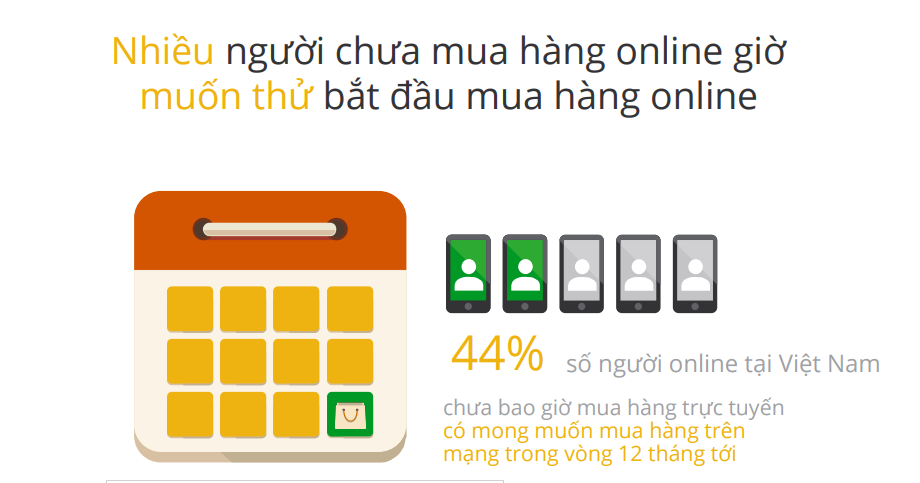 Nhiều người chưa mua hàng online giờ
muốn thử bắt đầu mua hàng online
44% số người online tại Việt Nam
chưa bao giờ mua hàng trực tuyến
có mong muốn mua hàng trên
mạng trong vòng 12 tháng tới